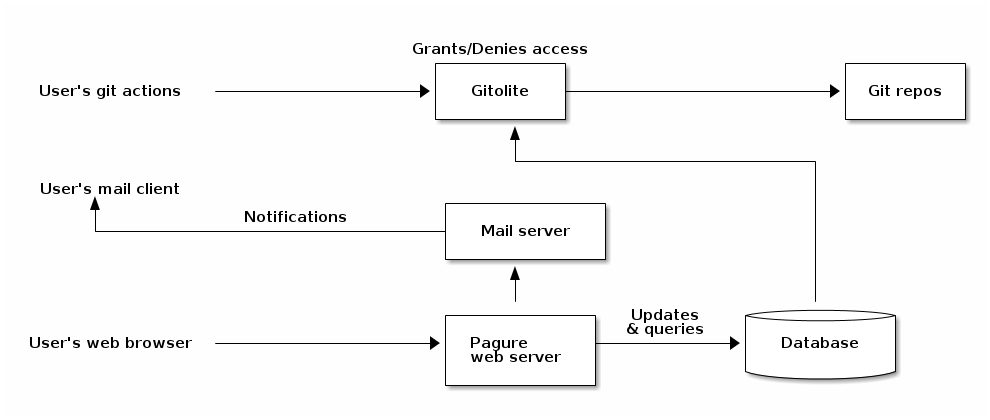 Grants/Denies access
User's git actions
Gitolite
Git repos
User's mail client
Notifications
Mail server
Updates
& queries
User's web browser
Pagure
web server
Database